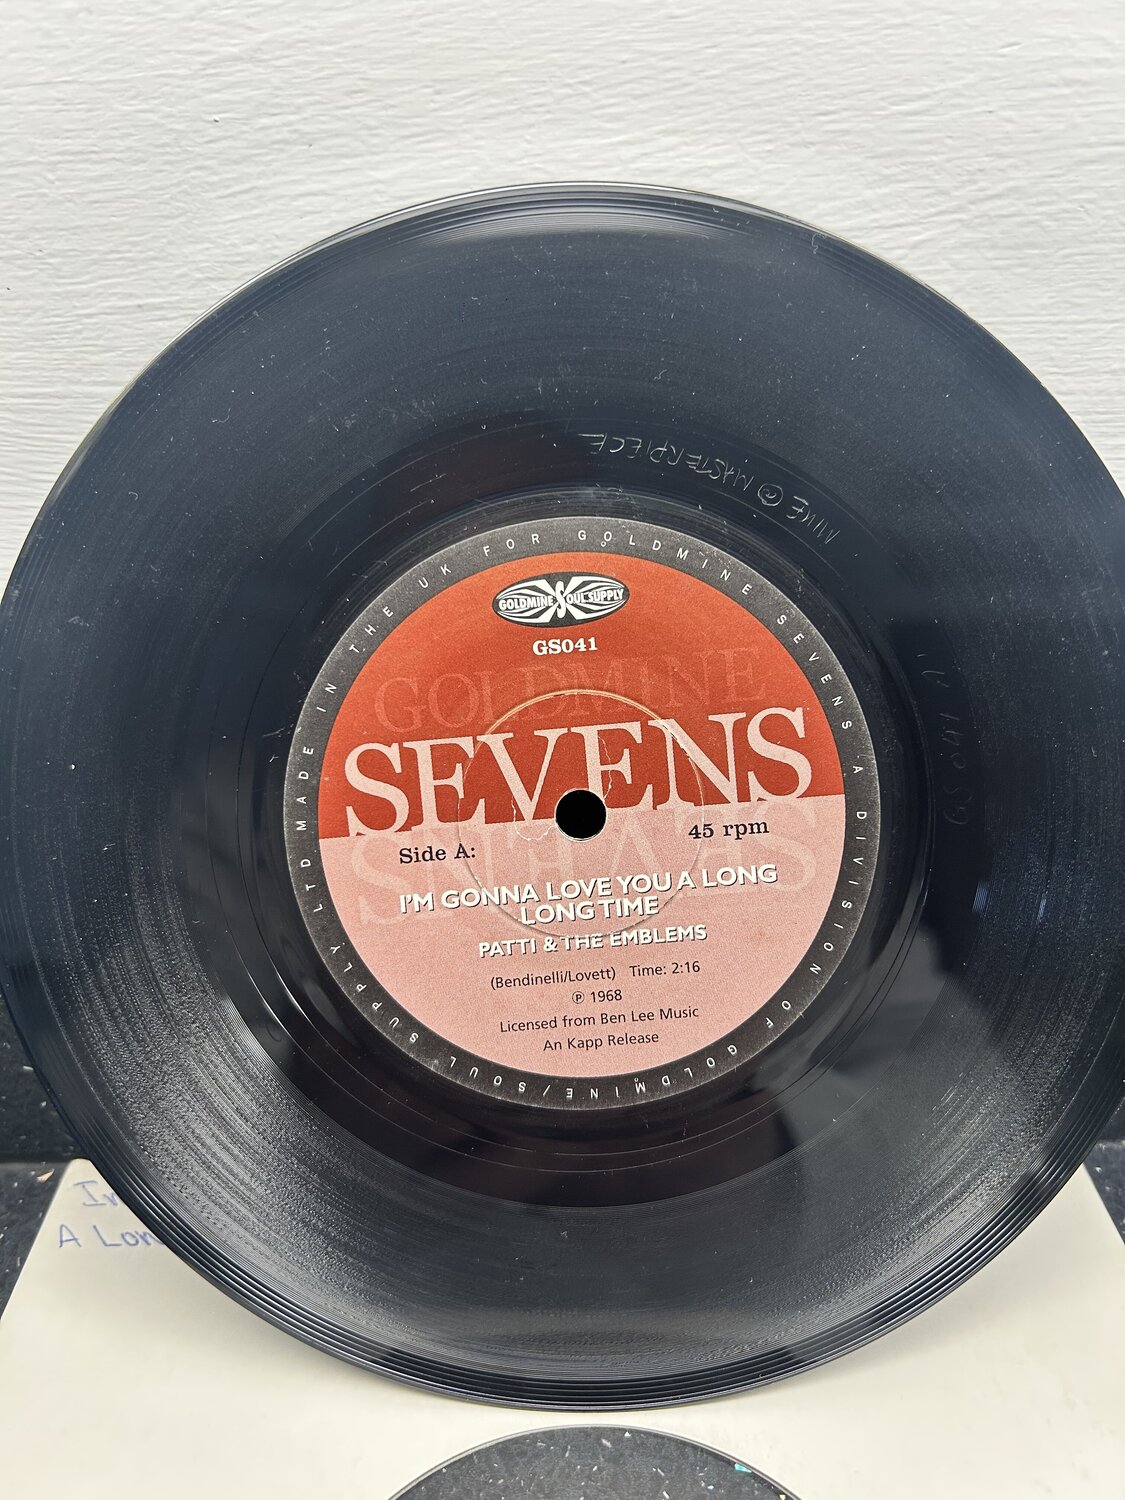 MIKE @ MASTERPIECE
MADE IN THE UK FOR GOLDMINE SEVENS A DIVISION OF GOLDMINE/SOUL SUPPLY LTD
GOLDMINE SOUL SUPPLY
GS041
GOLDMINE
SEVENS
SEVENS
Side A:
45 rpm
I'M GONNA LOVE YOU A LONG
LONG TIME
PATTI & THE EMBLEMS
(Bendinelli/Lovett) Time: 2:16
℗ 1968
Licensed from Ben Lee Music
An Kapp Release
A